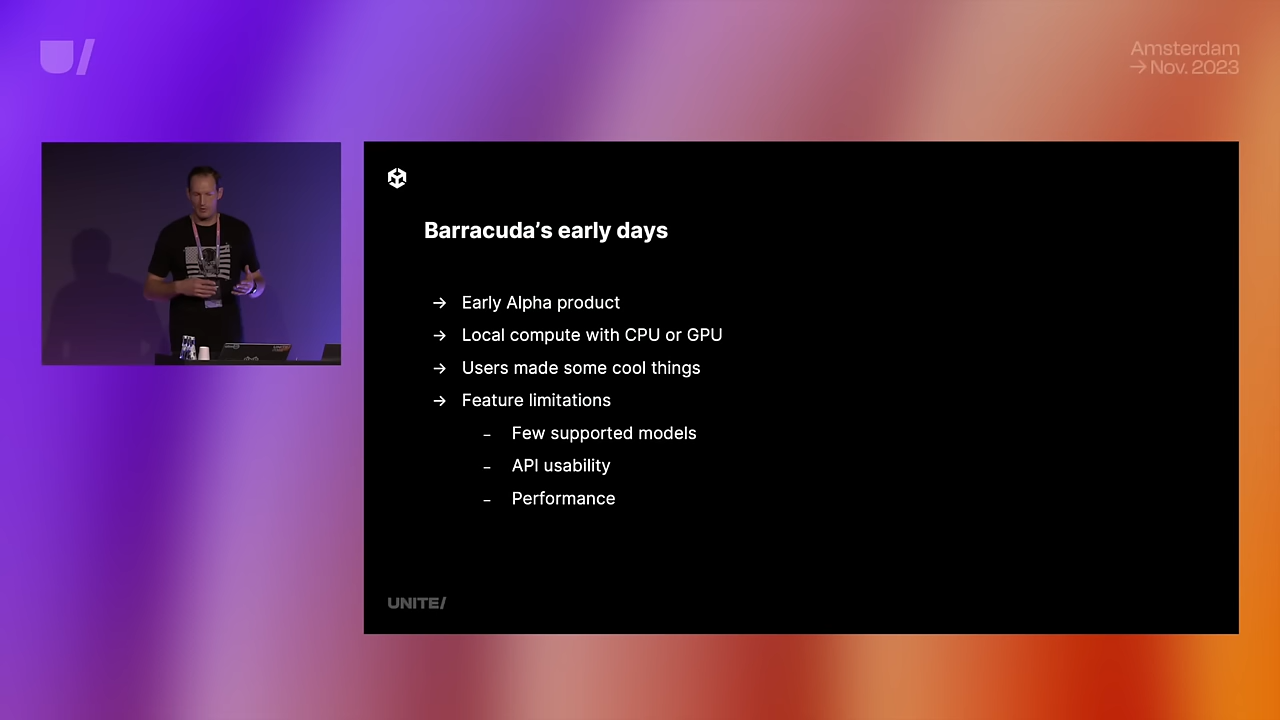 Amsterdam
→ Nov. 2023
Barracuda’s early days
→ Early Alpha product
→ Local compute with CPU or GPU
→ Users made some cool things
→ Feature limitations
– Few supported models
– API usability
– Performance
UNITE/